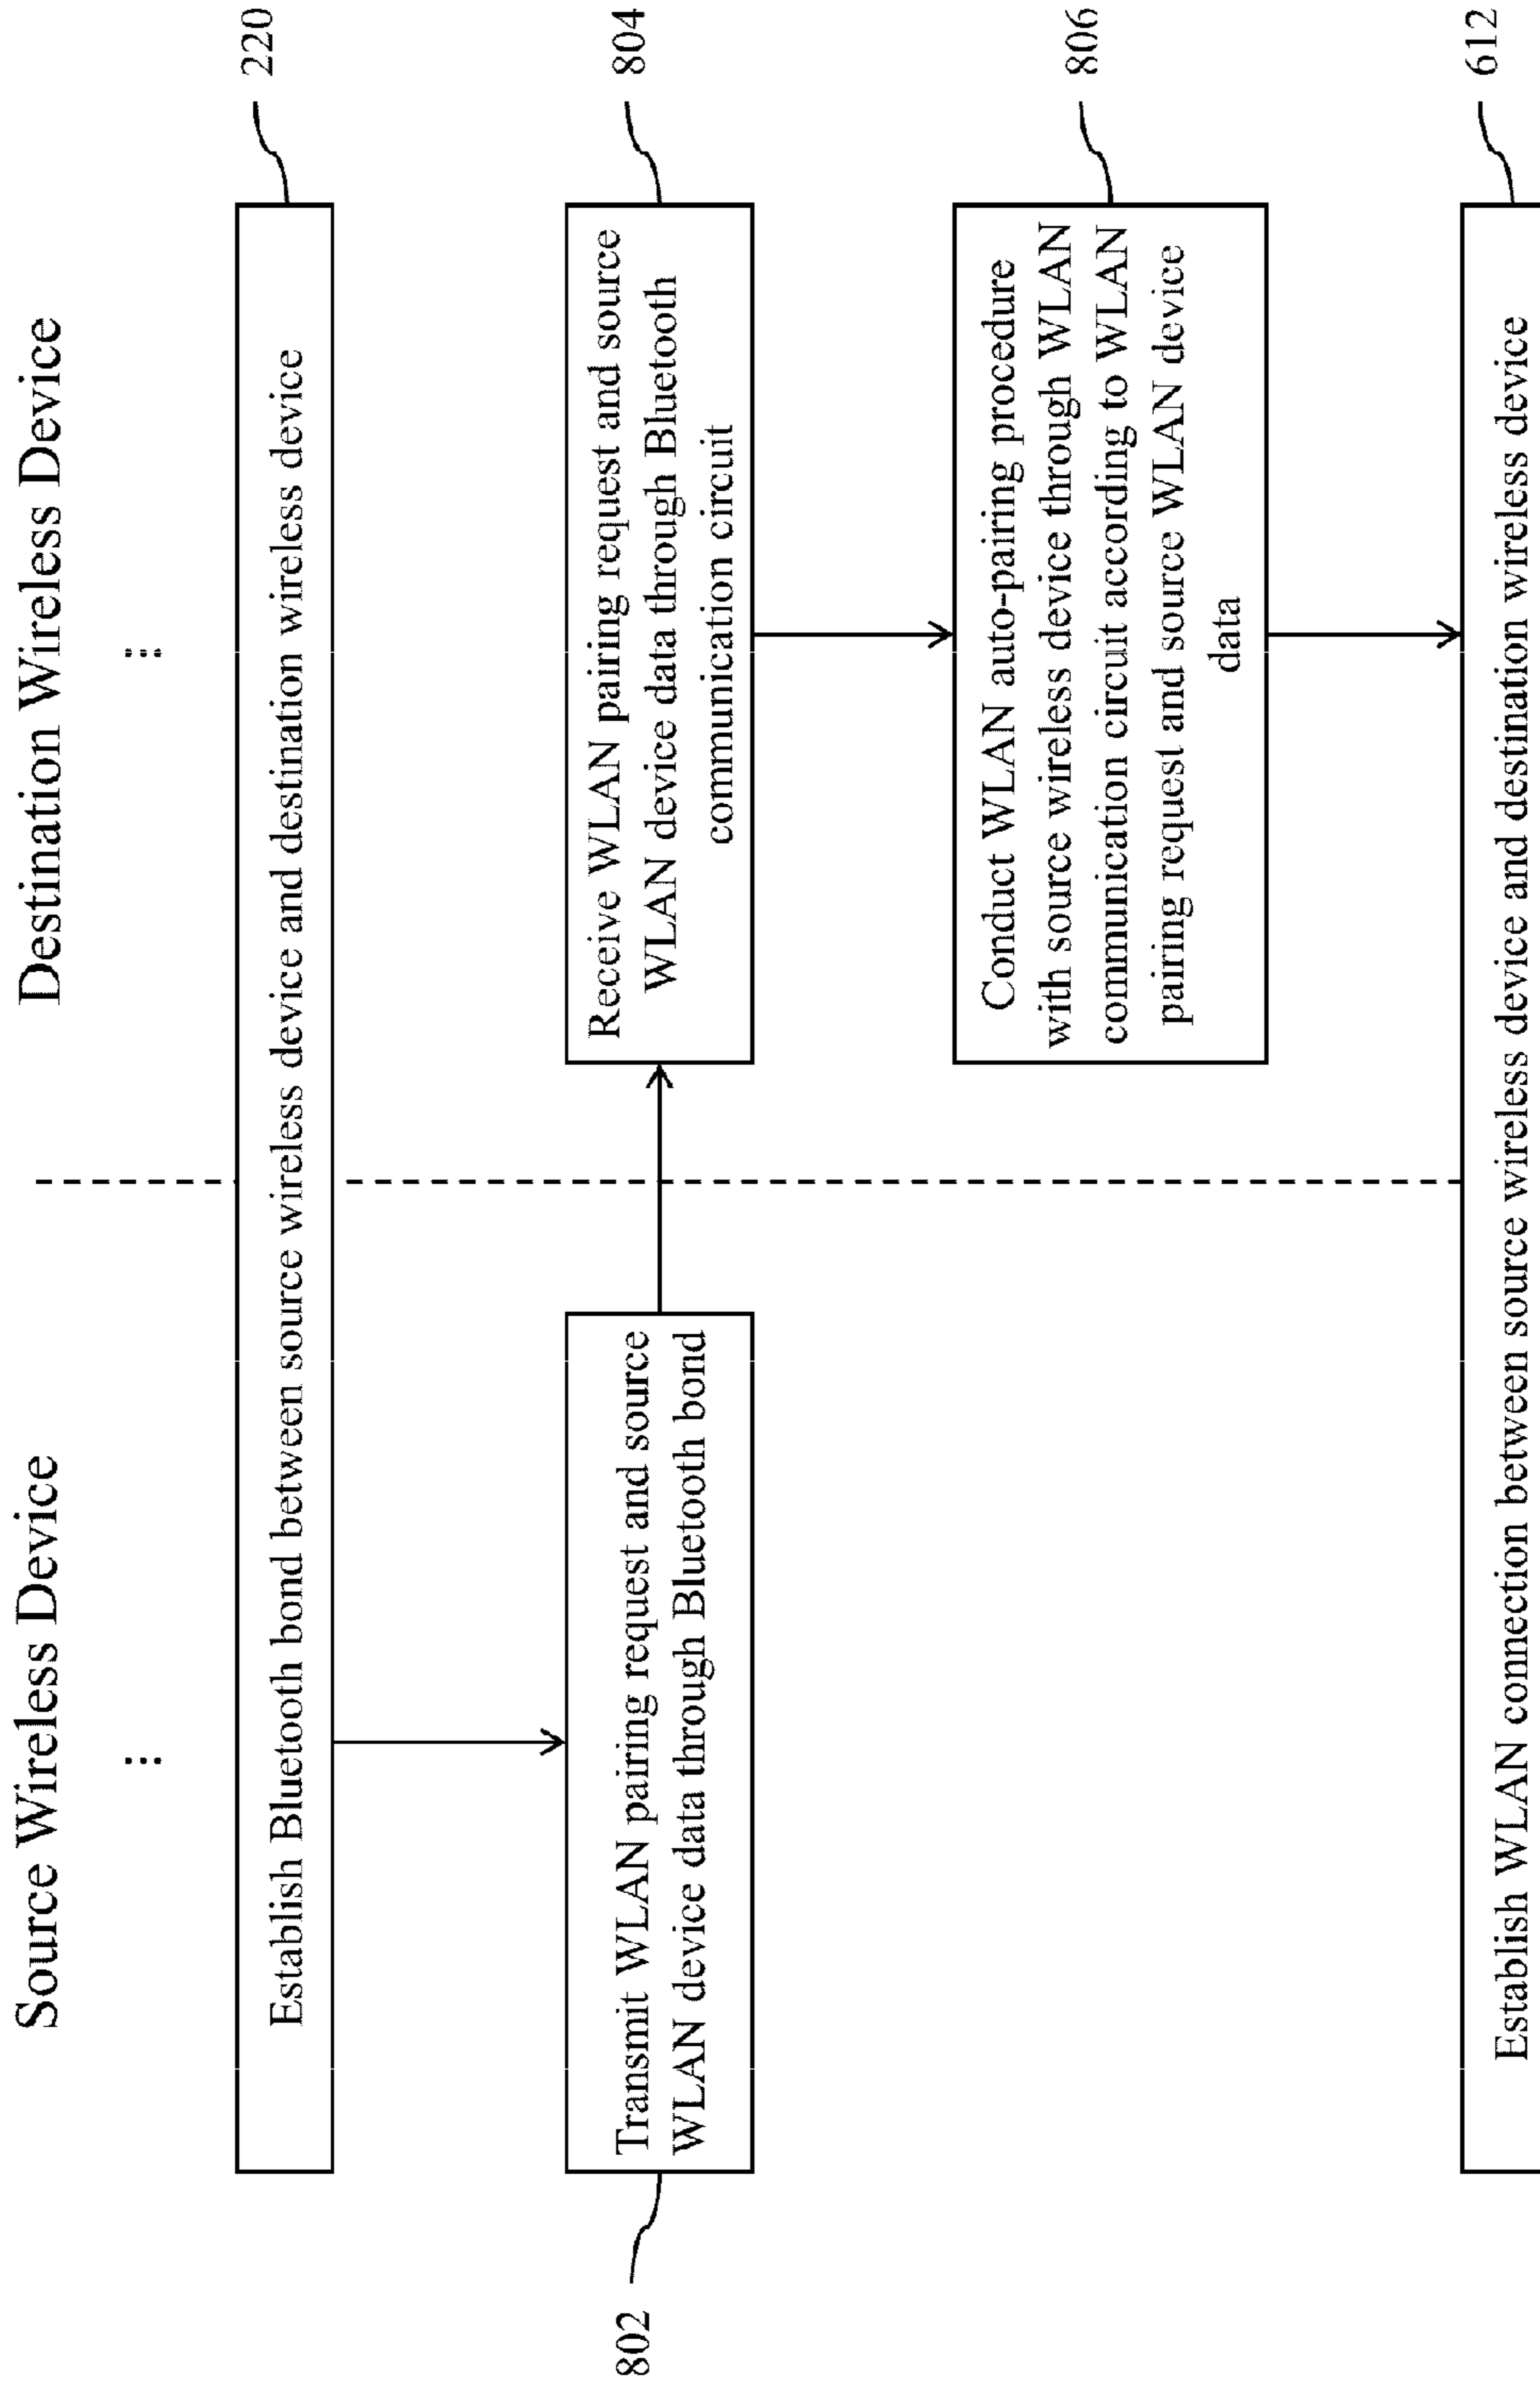 Source Wireless Device
Destination Wireless Device
...
...
Establish Bluetooth bond between source wireless device and destination wireless device
220
802
Transmit WLAN pairing request and source
WLAN device data through Bluetooth bond
Receive WLAN pairing request and source
WLAN device data through Bluetooth
communication circuit
804
Conduct WLAN auto-pairing procedure
with source wireless device through WLAN
communication circuit according to WLAN
pairing request and source WLAN device
data
806
Establish WLAN connection between source wireless device and destination wireless device
612